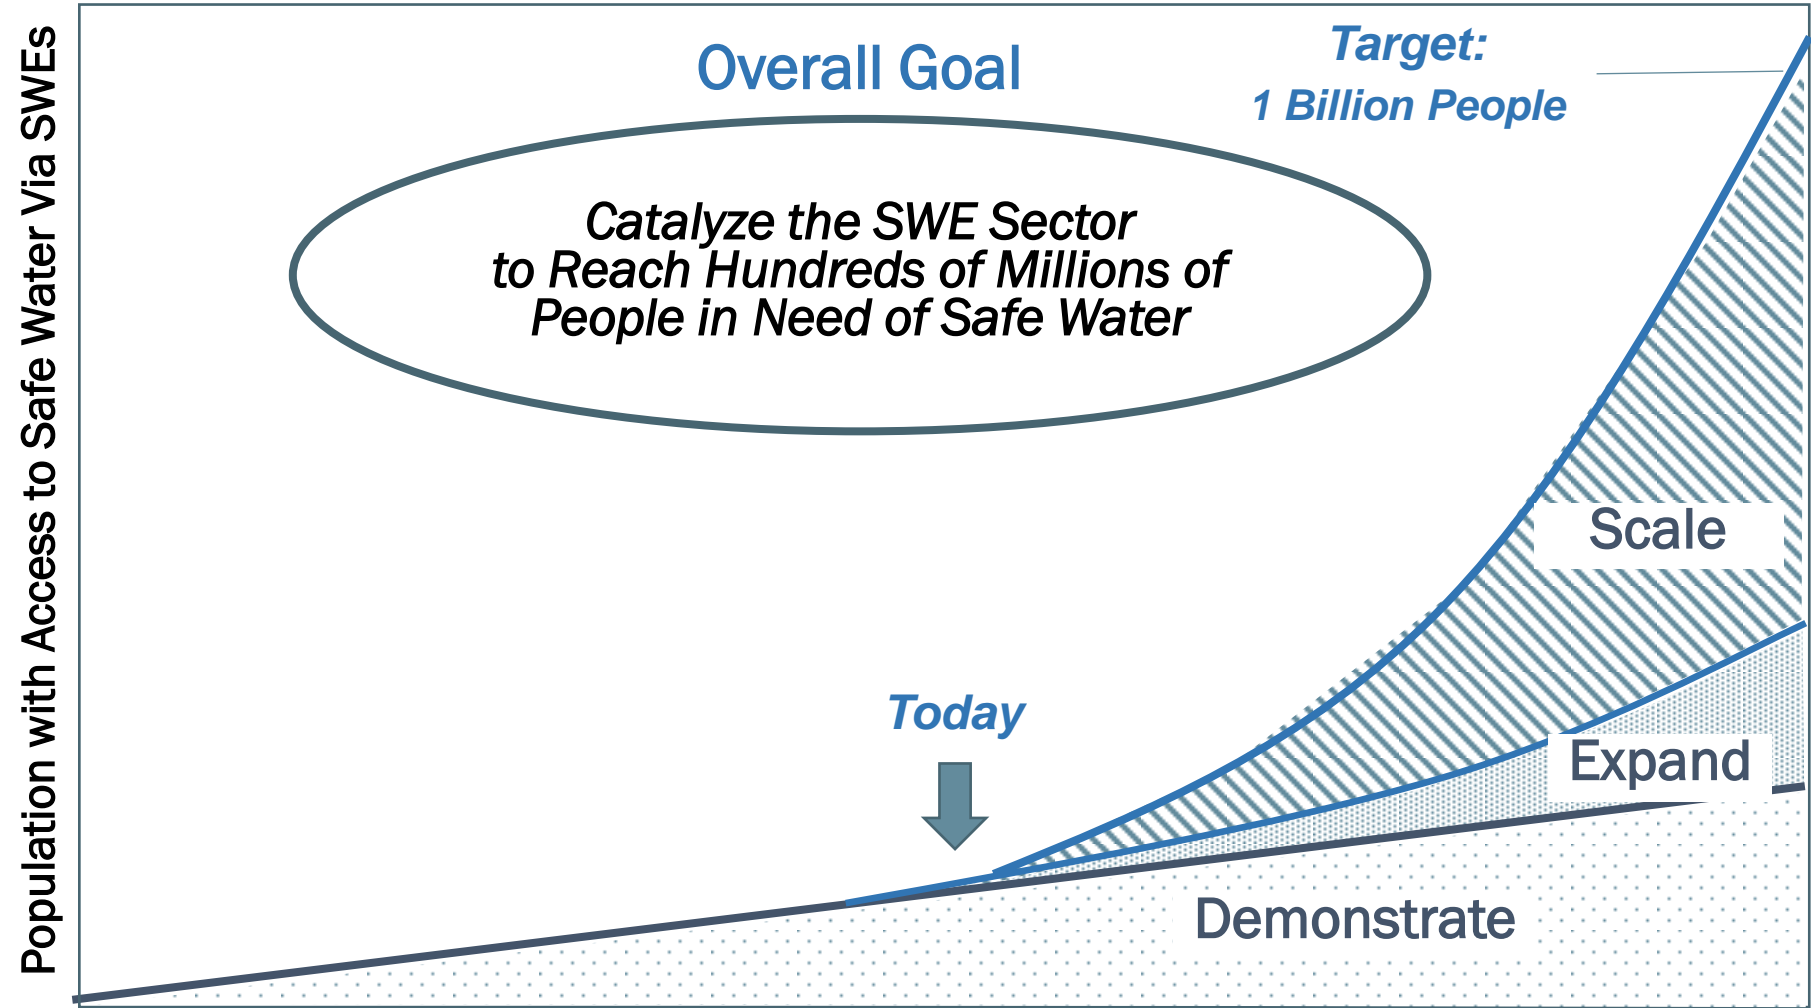 Population with Access to Safe Water Via SWEs
Overall Goal
Target:
1 Billion People
Catalyze the SWE Sector
to Reach Hundreds of Millions of
People in Need of Safe Water
Scale
Today
Expand
Demonstrate